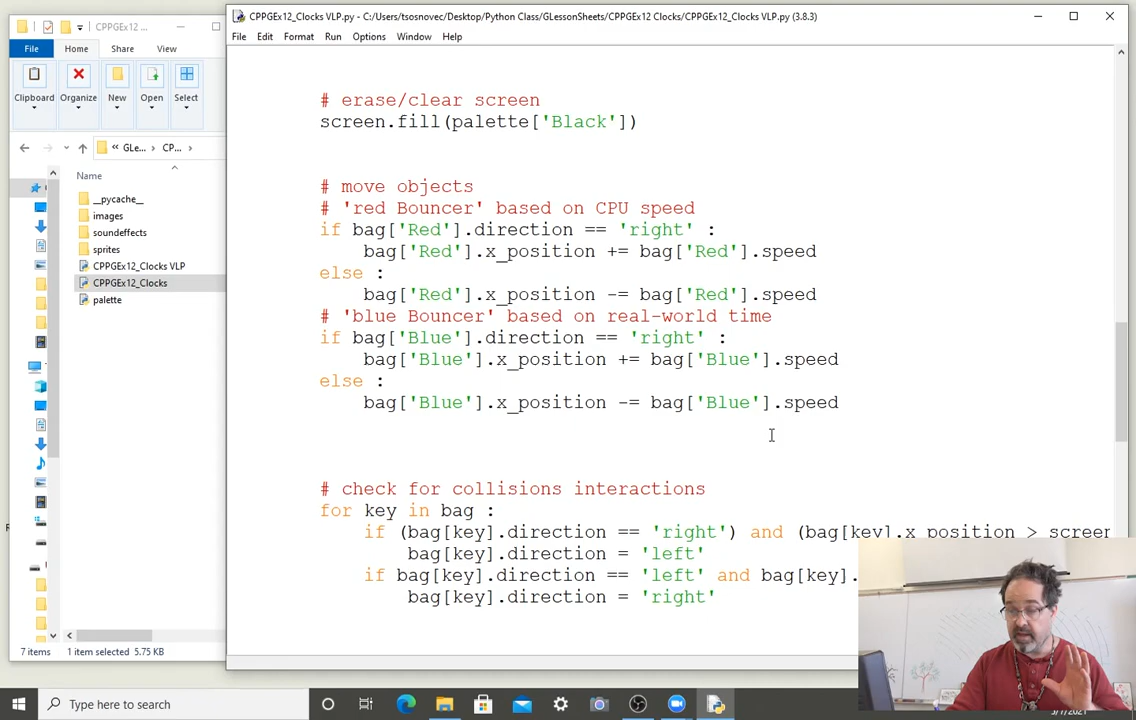 CPPGEx12 ...
File Home Share View
Clipboard Organize New Open Select
« GLe... › CP... ›
Name
__pycache__
images
soundeffects
sprites
CPPGEx12_Clocks VLP
CPPGEx12_Clocks
palette
7 items 1 item selected 5.75 KB
CPPGEx12_Clocks VLP.py - C:/Users/tsosnovec/Desktop/Python Class/GLessonSheets/CPPGEx12 Clocks/CPPGEx12_Clocks VLP.py (3.8.3)
File Edit Format Run Options Window Help
# erase/clear screen
screen.fill(palette['Black'])
# move objects
# 'red Bouncer' based on CPU speed
if bag['Red'].direction == 'right' :
bag['Red'].x_position += bag['Red'].speed
else :
bag['Red'].x_position -= bag['Red'].speed
# 'blue Bouncer' based on real-world time
if bag['Blue'].direction == 'right' :
bag['Blue'].x_position += bag['Blue'].speed
else :
bag['Blue'].x_position -= bag['Blue'].speed
# check for collisions interactions
for key in bag :
if (bag[key].direction == 'right') and (bag[key].x_position > screen
bag[key].direction = 'left'
if bag[key].direction == 'left' and bag[key].
bag[key].direction = 'right'
Type here to search